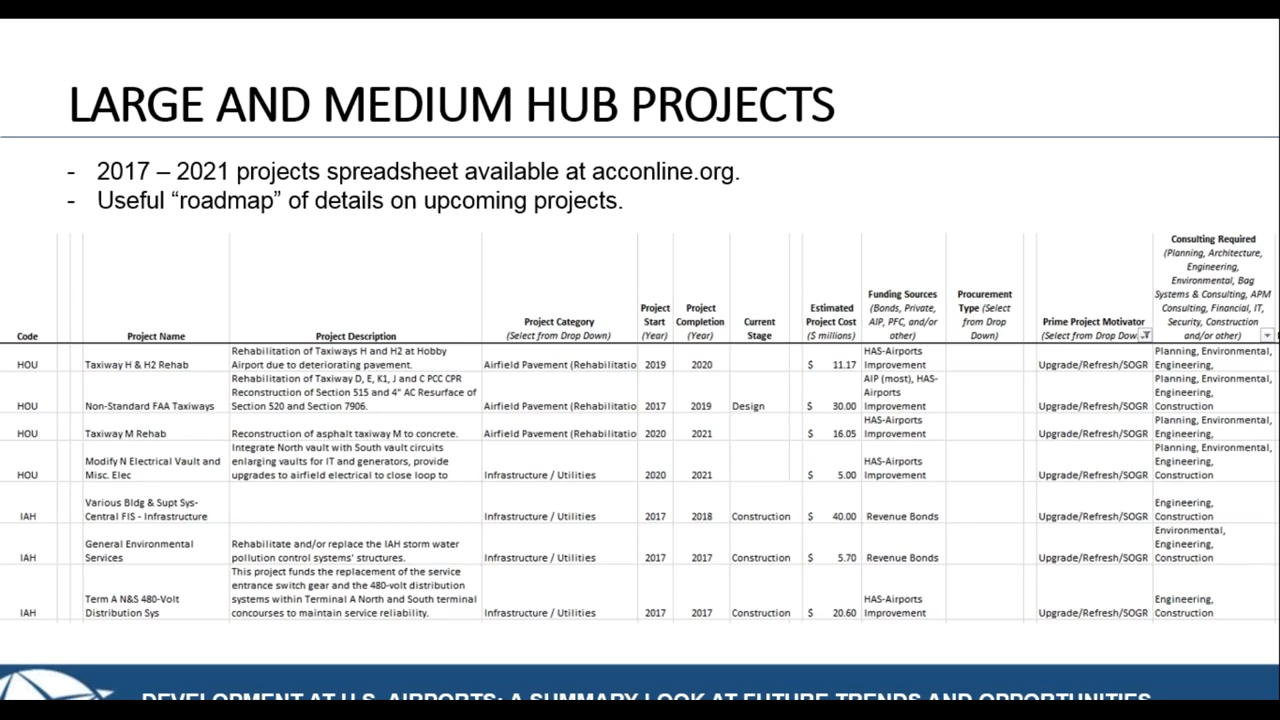 LARGE AND MEDIUM HUB PROJECTS
- 2017 – 2021 projects spreadsheet available at acconline.org.
- Useful “roadmap” of details on upcoming projects.
Code
Project Name
Project Description
Project Category
(Select from Drop Down)
Project
Start
(Year)
Project
Completion
(Year)
Current
Stage
Estimated
Project Cost
($ millions)
Funding Sources
(Bonds, Private,
AIP, PFC, and/or
other)
Procurement
Type (Select
from Drop
Down)
Prime Project Motivator
(Select from Drop Dow
Consulting Required
(Planning, Architecture,
Engineering,
Environmental, Bag
Systems & Consulting, APM
Consulting, Financial, IT,
Security, Construction
and/or other)
HOU
Taxiway H & H2 Rehab
Rehabilitation of Taxiways H and H2 at Hobby
Airport due to deteriorating pavement.
Airfield Pavement (Rehabilitatio
2019
2020
$ 11.17
HAS-Airports
Improvement
Upgrade/Refresh/SOGR
Planning, Environmental,
Engineering,
HOU
Non-Standard FAA Taxiways
Rehabilitation of Taxiway D, E, K1, J and C PCC CPR
Reconstruction of Section 515 and 4" AC Resurface of
Section 520 and Section 7906.
Airfield Pavement (Rehabilitatio
2017
2019
Design
$ 30.00
AIP (most), HAS-
Airports
Improvement
Upgrade/Refresh/SOGR
Planning, Environmental,
Engineering,
Construction
HOU
Taxiway M Rehab
Reconstruction of asphalt taxiway M to concrete.
Airfield Pavement (Rehabilitatio
2020
2021
$ 16.05
HAS-Airports
Improvement
Upgrade/Refresh/SOGR
Planning, Environmental,
Engineering,
HOU
Modify N Electrical Vault and
Misc. Elec
Integrate North vault with South vault circuits
enlarging vaults for IT and generators, provide
upgrades to airfield electrical to close loop to
Infrastructure / Utilities
2020
2021
$ 5.00
HAS-Airports
Improvement
Upgrade/Refresh/SOGR
Planning, Environmental,
Engineering,
Construction
IAH
Various Bldg & Supt Sys-
Central FIS - Infrastructure
Infrastructure / Utilities
2017
2018
Construction
$ 40.00
Revenue Bonds
Upgrade/Refresh/SOGR
Engineering,
Construction
IAH
General Environmental
Services
Rehabilitate and/or replace the IAH storm water
pollution control systems' structures.
Infrastructure / Utilities
2017
2017
Construction
$ 5.70
Revenue Bonds
Upgrade/Refresh/SOGR
Environmental,
Engineering,
Construction
IAH
Term A N&S 480-Volt
Distribution Sys
This project funds the replacement of the service
entrance switch gear and the 480-volt distribution
systems within Terminal A North and South terminal
concourses to maintain service reliability.
Infrastructure / Utilities
2017
2017
Construction
$ 20.60
HAS-Airports
Improvement
Upgrade/Refresh/SOGR
Engineering,
Construction
DEVELOPMENT AT U.S. AIRPORTS: A SUMMARY LOOK AT FUTURE TRENDS AND OPPORTUNITIES